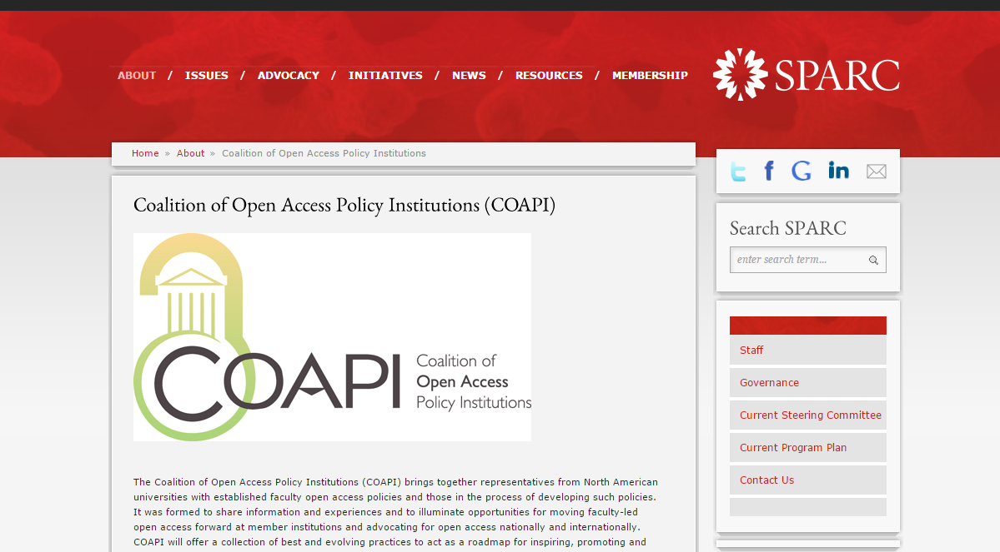 ABOUT / ISSUES / ADVOCACY / INITIATIVES / NEWS / RESOURCES / MEMBERSHIP
SPARC
Home » About » Coalition of Open Access Policy Institutions
Coalition of Open Access Policy Institutions (COAPI)
COAPI
Coalition of
Open Access
Policy Institutions
The Coalition of Open Access Policy Institutions (COAPI) brings together representatives from North American
universities with established faculty open access policies and those in the process of developing such policies.
It was formed to share information and experiences and to illuminate opportunities for moving faculty-led
open access forward at member institutions and advocating for open access nationally and internationally.
COAPI will offer a collection of best and evolving practices to act as a roadmap for inspiring, promoting and
Search SPARC
enter search term...
Staff
Governance
Current Steering Committee
Current Program Plan
Contact Us